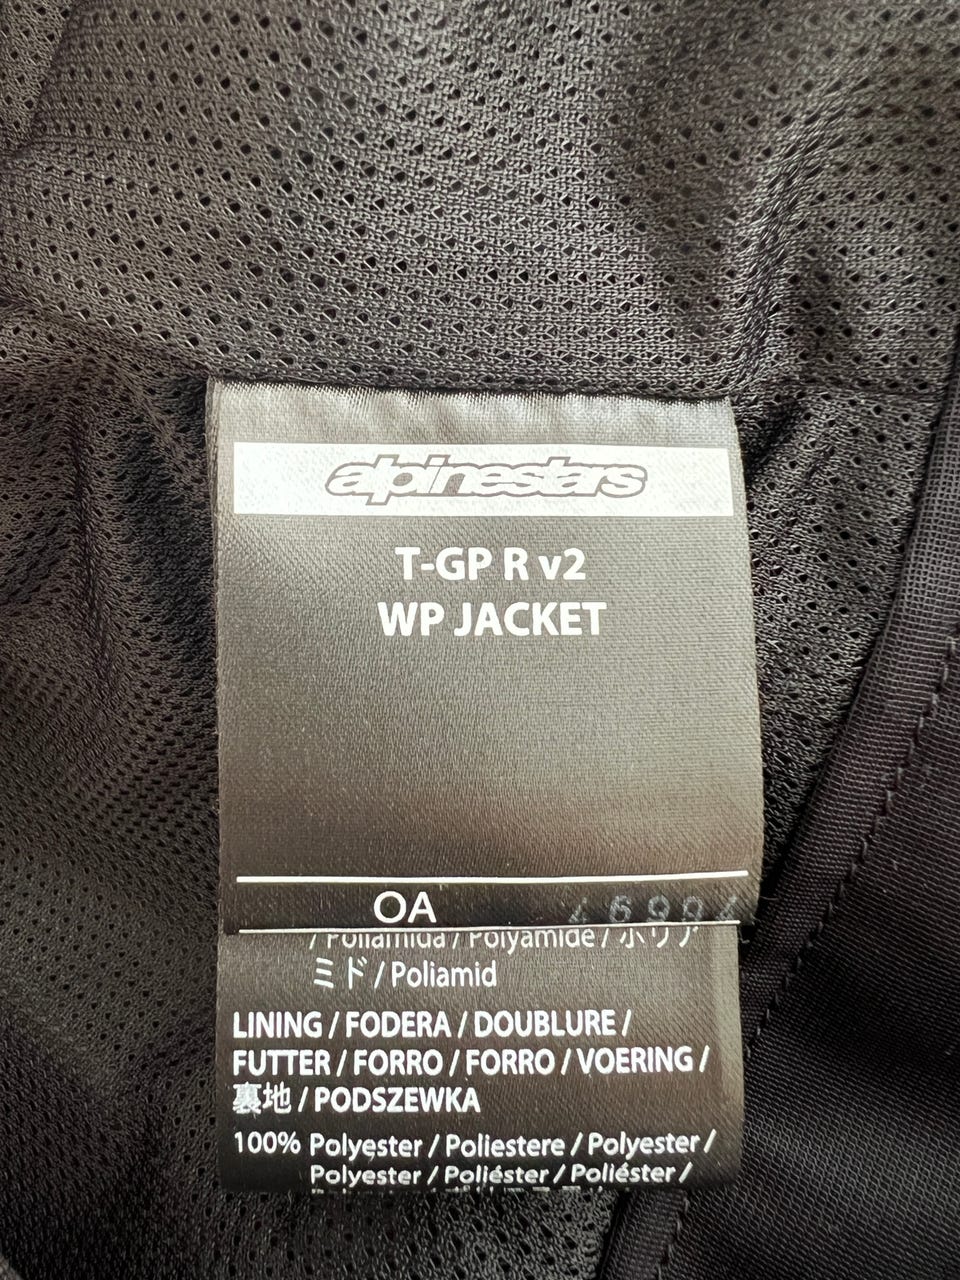 alpinestars
T-GP R v2
WP JACKET
OA
/ Poliamida / Polyamide / ポリア
ミド / Poliamid
LINING / FODERA / DOUBLURE /
FUTTER / FORRO / FORRO / VOERING /
裏地 / PODSZEWKA
100% Polyester / Poliestere / Polyester /
Polyester / Poliéster / Poliéster /